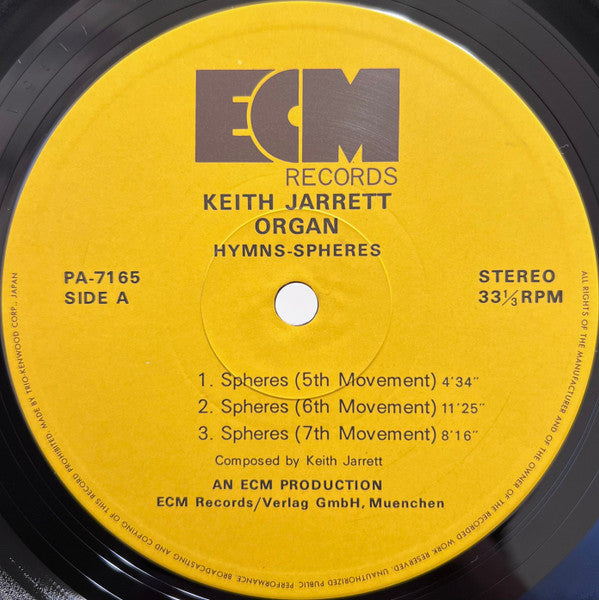 ECM
RECORDS
KEITH JARRETT
ORGAN
HYMNS-SPHERES
PA-7165
SIDE A
STEREO
33⅓RPM
1. Spheres (5th Movement) 4'34"
2. Spheres (6th Movement) 11'25"
3. Spheres (7th Movement) 8'16"
Composed by Keith Jarrett
AN ECM PRODUCTION
ECM Records/Verlag GmbH, Muenchen
ALL RIGHTS OF THE MANUFACTURER AND OF THE OWNER OF THE RECORDED WORK RESERVED. UNAUTHORIZED PUBLIC PERFORMANCE, BROADCASTING AND COPYING OF THIS RECORD PROHIBITED. MADE BY TRIO-KENWOOD CORP., JAPAN